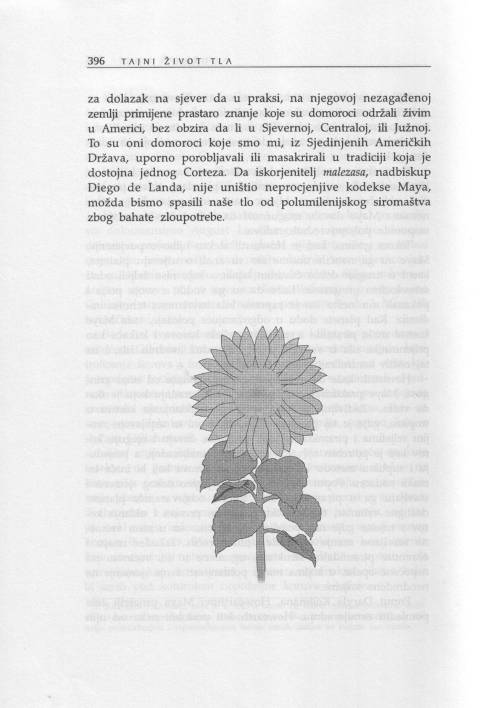 396 TAJNI ŽIVOT TLA
za dolazak na sjever da u praksi, na njegovoj nezagađenoj
zemlji primijene prastaro znanje koje su domoroci održali živim
u Americi, bez obzira da li u Sjevernoj, Centraloj, ili Južnoj.
To su oni domoroci koje smo mi, iz Sjedinjenih Američkih
Država, uporno porobljavali ili masakrirali u tradiciji koja je
dostojna jednog Corteza. Da iskorjenitelj malezasa, nadbiskup
Diego de Landa, nije uništio neprocjenjive kodekse Maya,
možda bismo spasili naše tlo od polumilenijskog siromaštva
zbog bahate zloupotrebe.